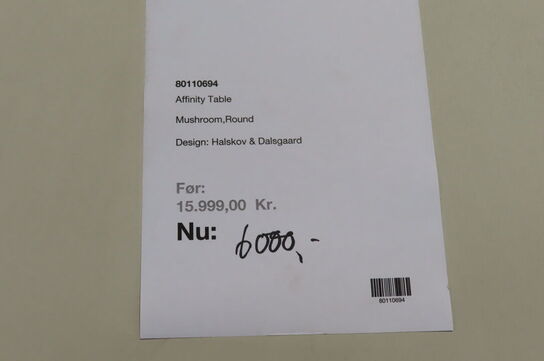 80110694
Affinity Table
Mushroom,Round
Design: Halskov & Dalsgaard
Før:
15.999,00 Kr.
Nu: 6000,-
80110694